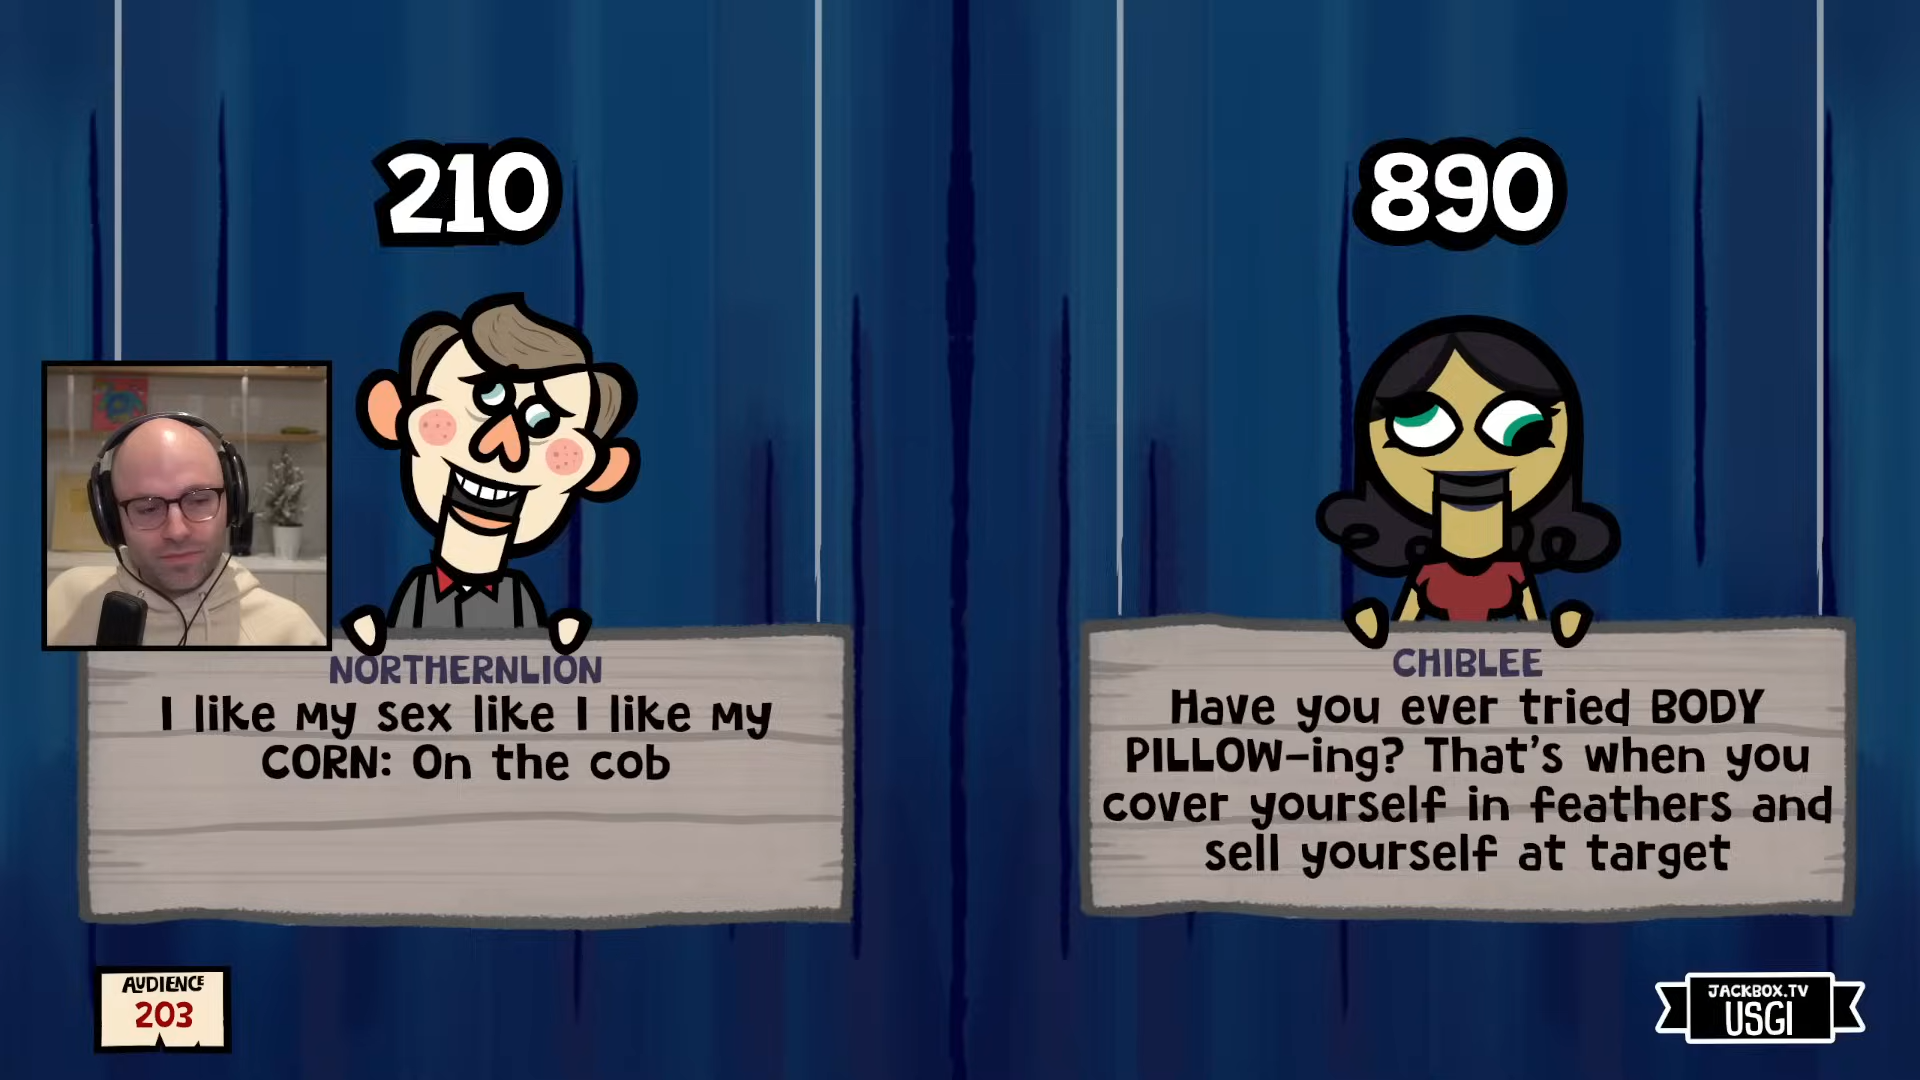 210
890
NORTHERNLION
I like my sex like I like my
CORN: On the cob
CHIBLEE
Have you ever tried BODY
PILLOW-ing? That's when you
cover yourself in feathers and
sell yourself at target
AUDIENCE
203
JACKBOX.TV
USGI